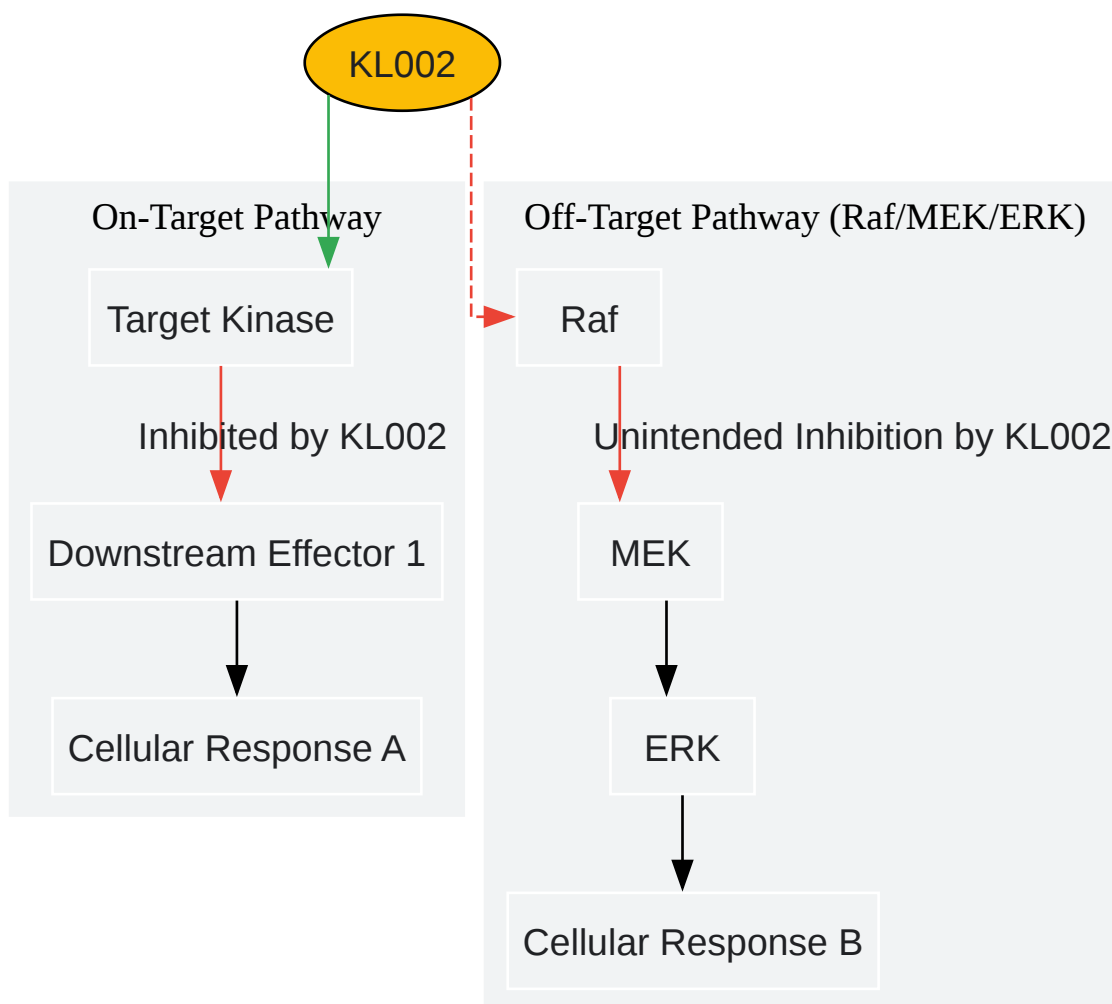 KL002
On-Target Pathway
Off-Target Pathway (Raf/MEK/ERK)
Target Kinase
Raf
Inhibited by KL002
Unintended Inhibition by KL002
Downstream Effector 1
MEK
Cellular Response A
ERK
Cellular Response B